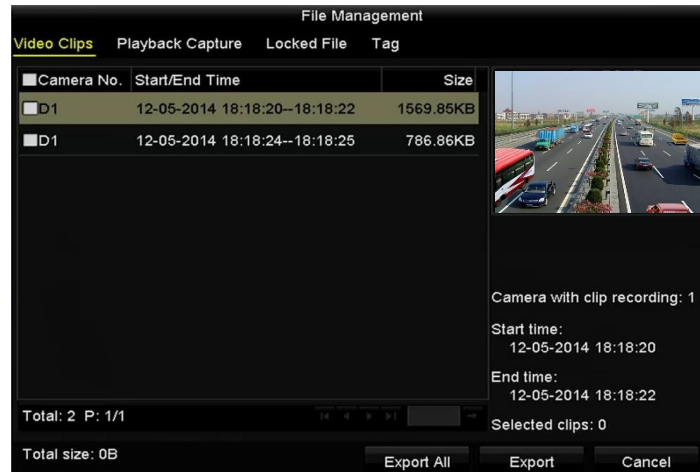 File Management
Video Clips Playback Capture Locked File Tag
Camera No. Start/End Time Size
D1 12-05-2014 18:18:20--18:18:22 1569.85KB
D1 12-05-2014 18:18:24--18:18:25 786.86KB
Camera with clip recording: 1
Start time:
12-05-2014 18:18:20
End time:
12-05-2014 18:18:22
Selected clips: 0
Total: 2 P: 1/1
Total size: 0B
Export All Export Cancel